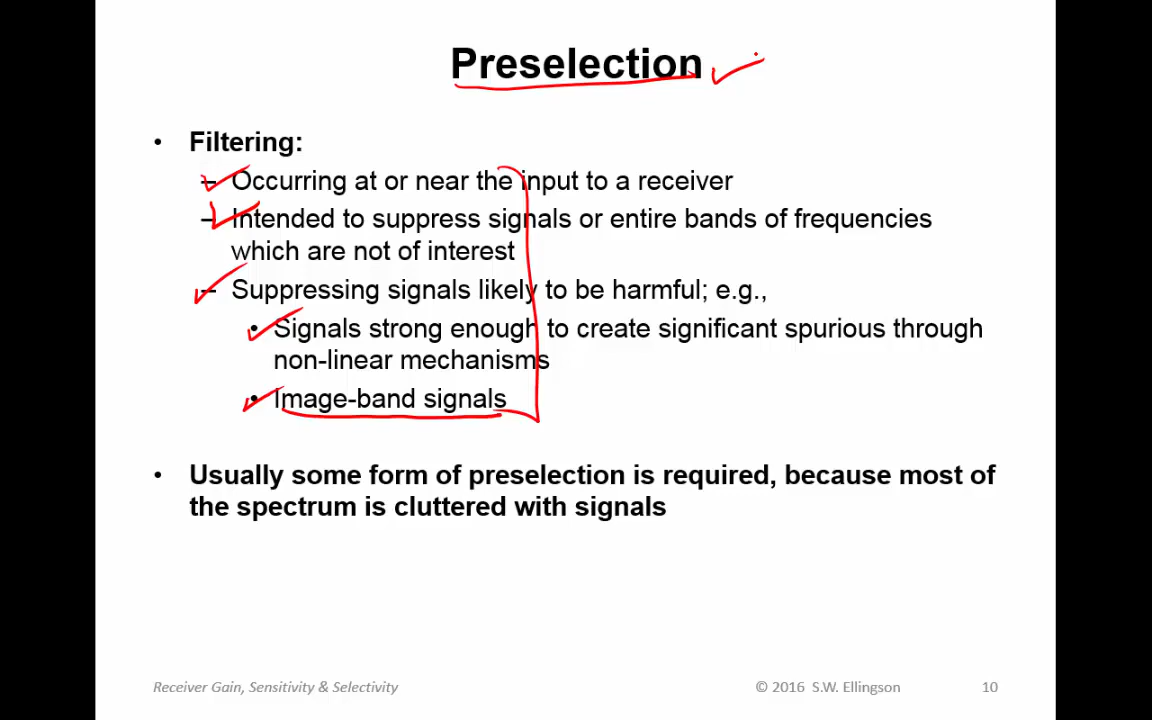 Preselection
• Filtering:
– Occurring at or near the input to a receiver
– Intended to suppress signals or entire bands of frequencies
which are not of interest
– Suppressing signals likely to be harmful; e.g.,
• Signals strong enough to create significant spurious through
non-linear mechanisms
• Image-band signals
• Usually some form of preselection is required, because most of
the spectrum is cluttered with signals
Receiver Gain, Sensitivity & Selectivity © 2016 S.W. Ellingson 10